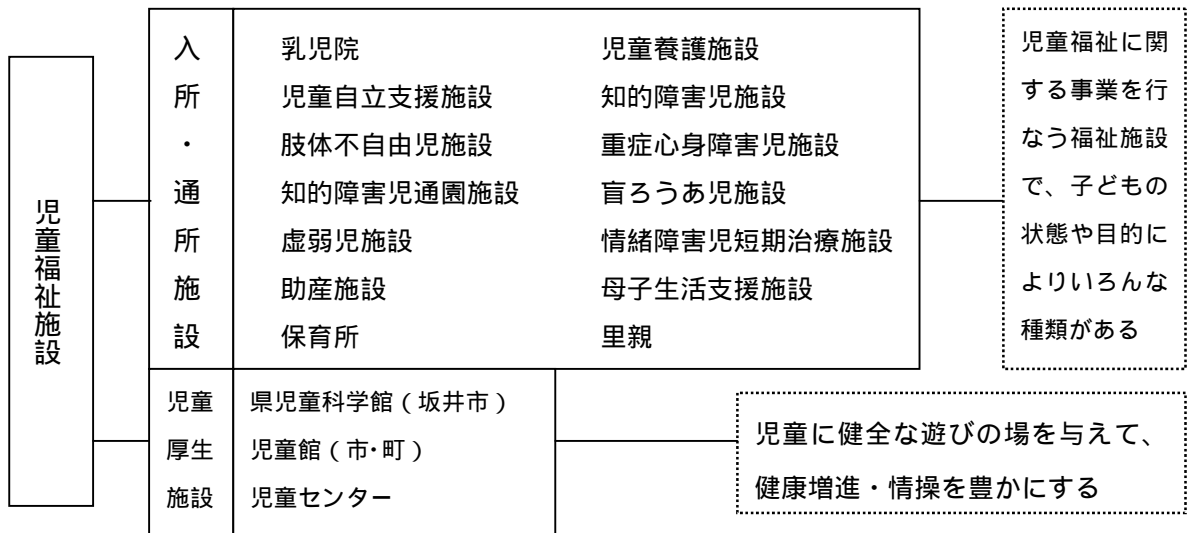 児童福祉施設
入所・通所施設
乳児院 児童養護施設
児童自立支援施設 知的障害児施設
肢体不自由児施設 重症心身障害児施設
知的障害児通園施設 盲ろうあ児施設
虚弱児施設 情緒障害児短期治療施設
助産施設 母子生活支援施設
保育所 里親
児童福祉に関
する事業を行
なう福祉施設
で、子どもの
状態や目的に
よりいろんな
種類がある
児童
厚生
施設
県児童科学館（坂井市）
児童館（市・町）
児童センター
児童に健全な遊びの場を与えて、
健康増進・情操を豊かにする